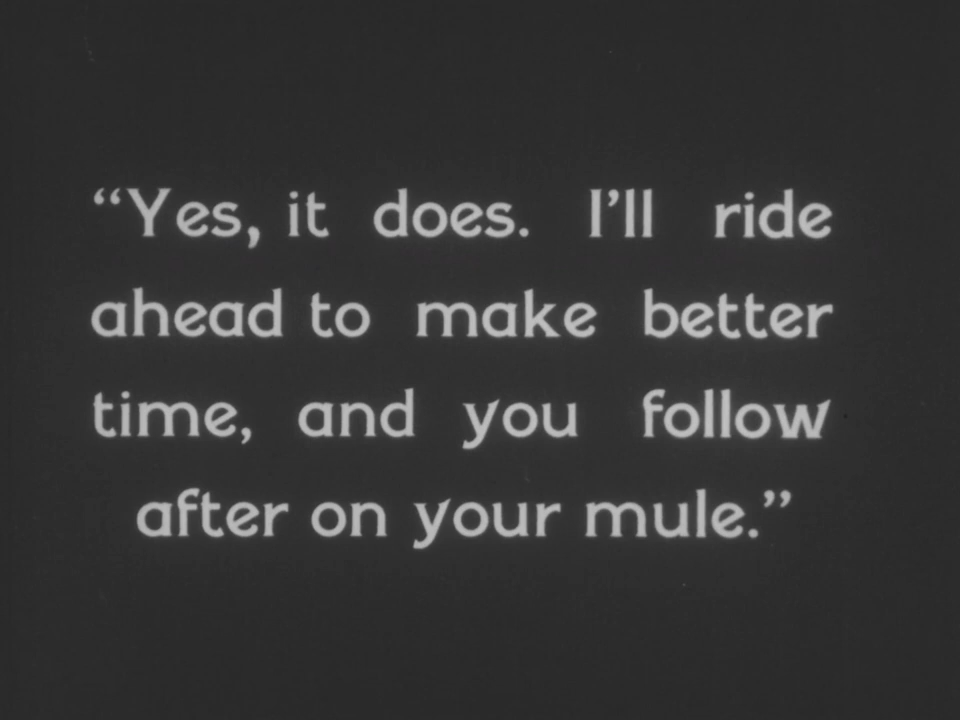 “Yes, it does. I’ll ride
ahead to make better
time, and you follow
after on your mule.”